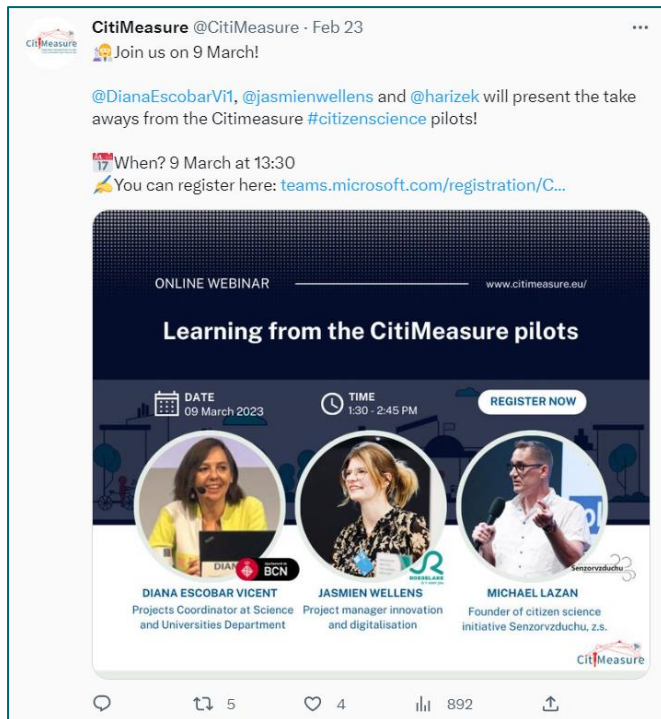 CitiMeasure @CitiMeasure · Feb 23
CitiMeasure
Join us on 9 March!
@DianaEscobarVi1, @jasmienwellens and @harizek will present the take
aways from the Citimeasure #citizenscience pilots!
17 When? 9 March at 13:30
You can register here: teams.microsoft.com/registration/C...
ONLINE WEBINAR
www.citimeasure.eu/
Learning from the CitiMeasure pilots
DATE
09 March 2023
TIME
1:30 - 2:45 PM
REGISTER NOW
DIAN
BCN
ROESELARE
Senzorvzduchu
DIANA ESCOBAR VICENT
Projects Coordinator at Science
and Universities Department
JASMIEN WELLENS
Project manager innovation
and digitalisation
MICHAEL LAZAN
Founder of citizen science
initiative Senzorvzduchu, z.s.
CitiMeasure
5
4
892